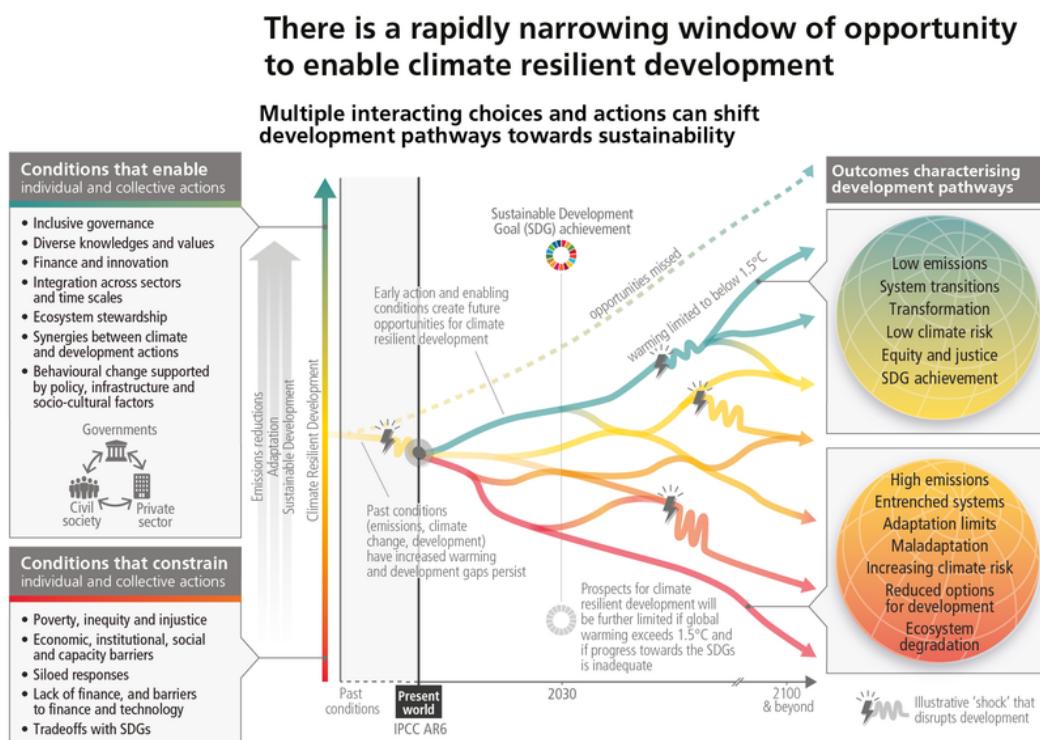 There is a rapidly narrowing window of opportunity
to enable climate resilient development
Multiple interacting choices and actions can shift
development pathways towards sustainability
Conditions that enable
individual and collective actions
• Inclusive governance
• Diverse knowledges and values
• Finance and innovation
• Integration across sectors
and time scales
• Ecosystem stewardship
• Synergies between climate
and development actions
• Behavioural change supported
by policy, infrastructure and
socio-cultural factors
Governments
Civil
society
Private
sector
Conditions that constrain
individual and collective actions
• Poverty, inequity and injustice
• Economic, institutional, social
and capacity barriers
• Siloed responses
• Lack of finance, and barriers
to finance and technology
• Tradeoffs with SDGs
Emissions reductions
Adaptation
Sustainable Development
Climate Resilient Development
Sustainable Development
Goal (SDG) achievement
Early action and enabling
conditions create future
opportunities for climate
resilient development
opportunities missed
warming limited to below 1.5°C
Past conditions
(emissions, climate
change, development)
have increased warming
and development gaps persist
Prospects for climate
resilient development will
be further limited if global
warming exceeds 1.5°C and
if progress towards the SDGs
is inadequate
Past
conditions
Present
world
IPCC AR6
2030
2100
& beyond
Outcomes characterising
development pathways
Low emissions
System transitions
Transformation
Low climate risk
Equity and justice
SDG achievement
High emissions
Entrenched systems
Adaptation limits
Maladaptation
Increasing climate risk
Reduced options
for development
Ecosystem
degradation
Illustrative 'shock' that
disrupts development